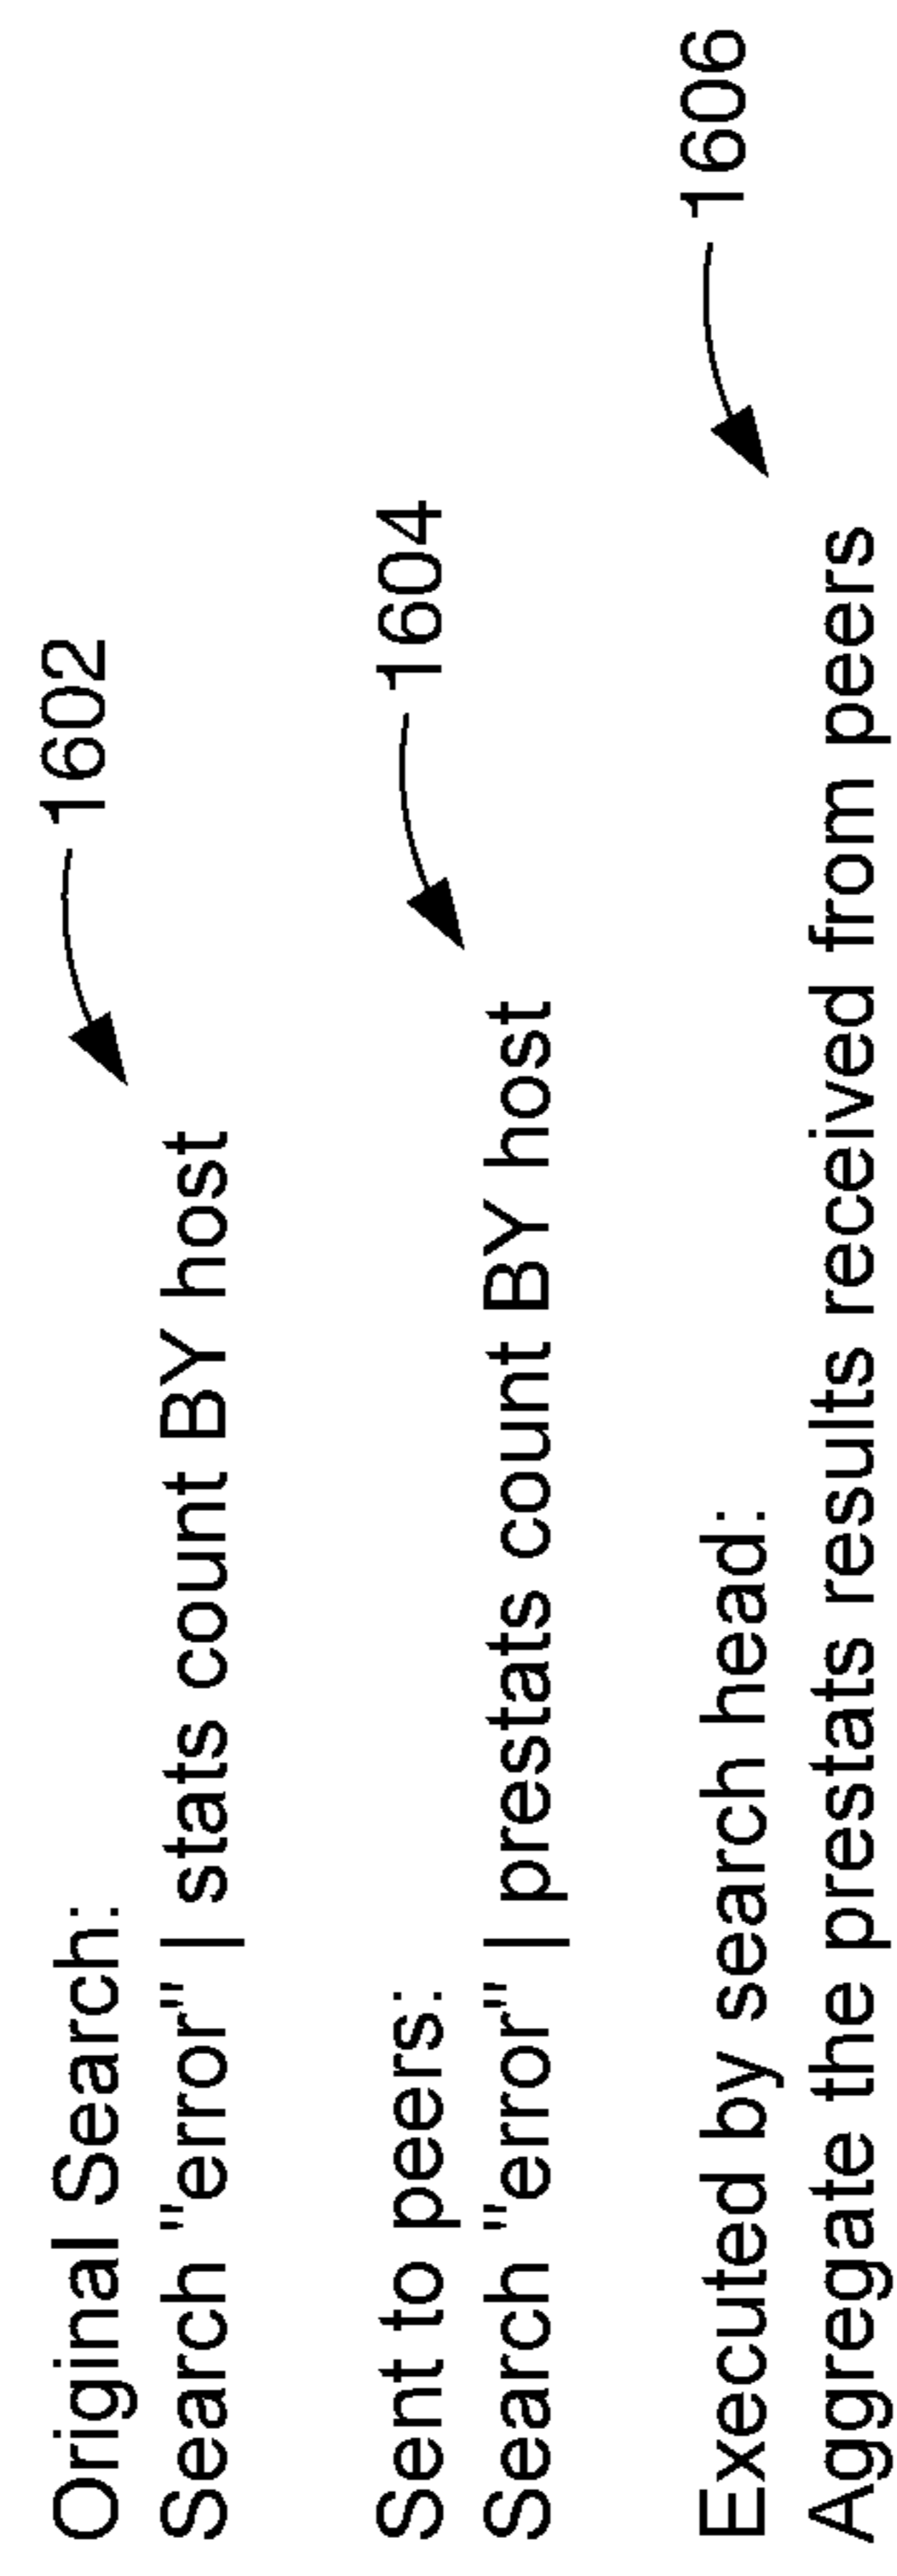 Original Search: 1602
Search "error" | stats count BY host
Sent to peers: 1604
Search "error" | prestats count BY host
Executed by search head: 1606
Aggregate the prestats results received from peers